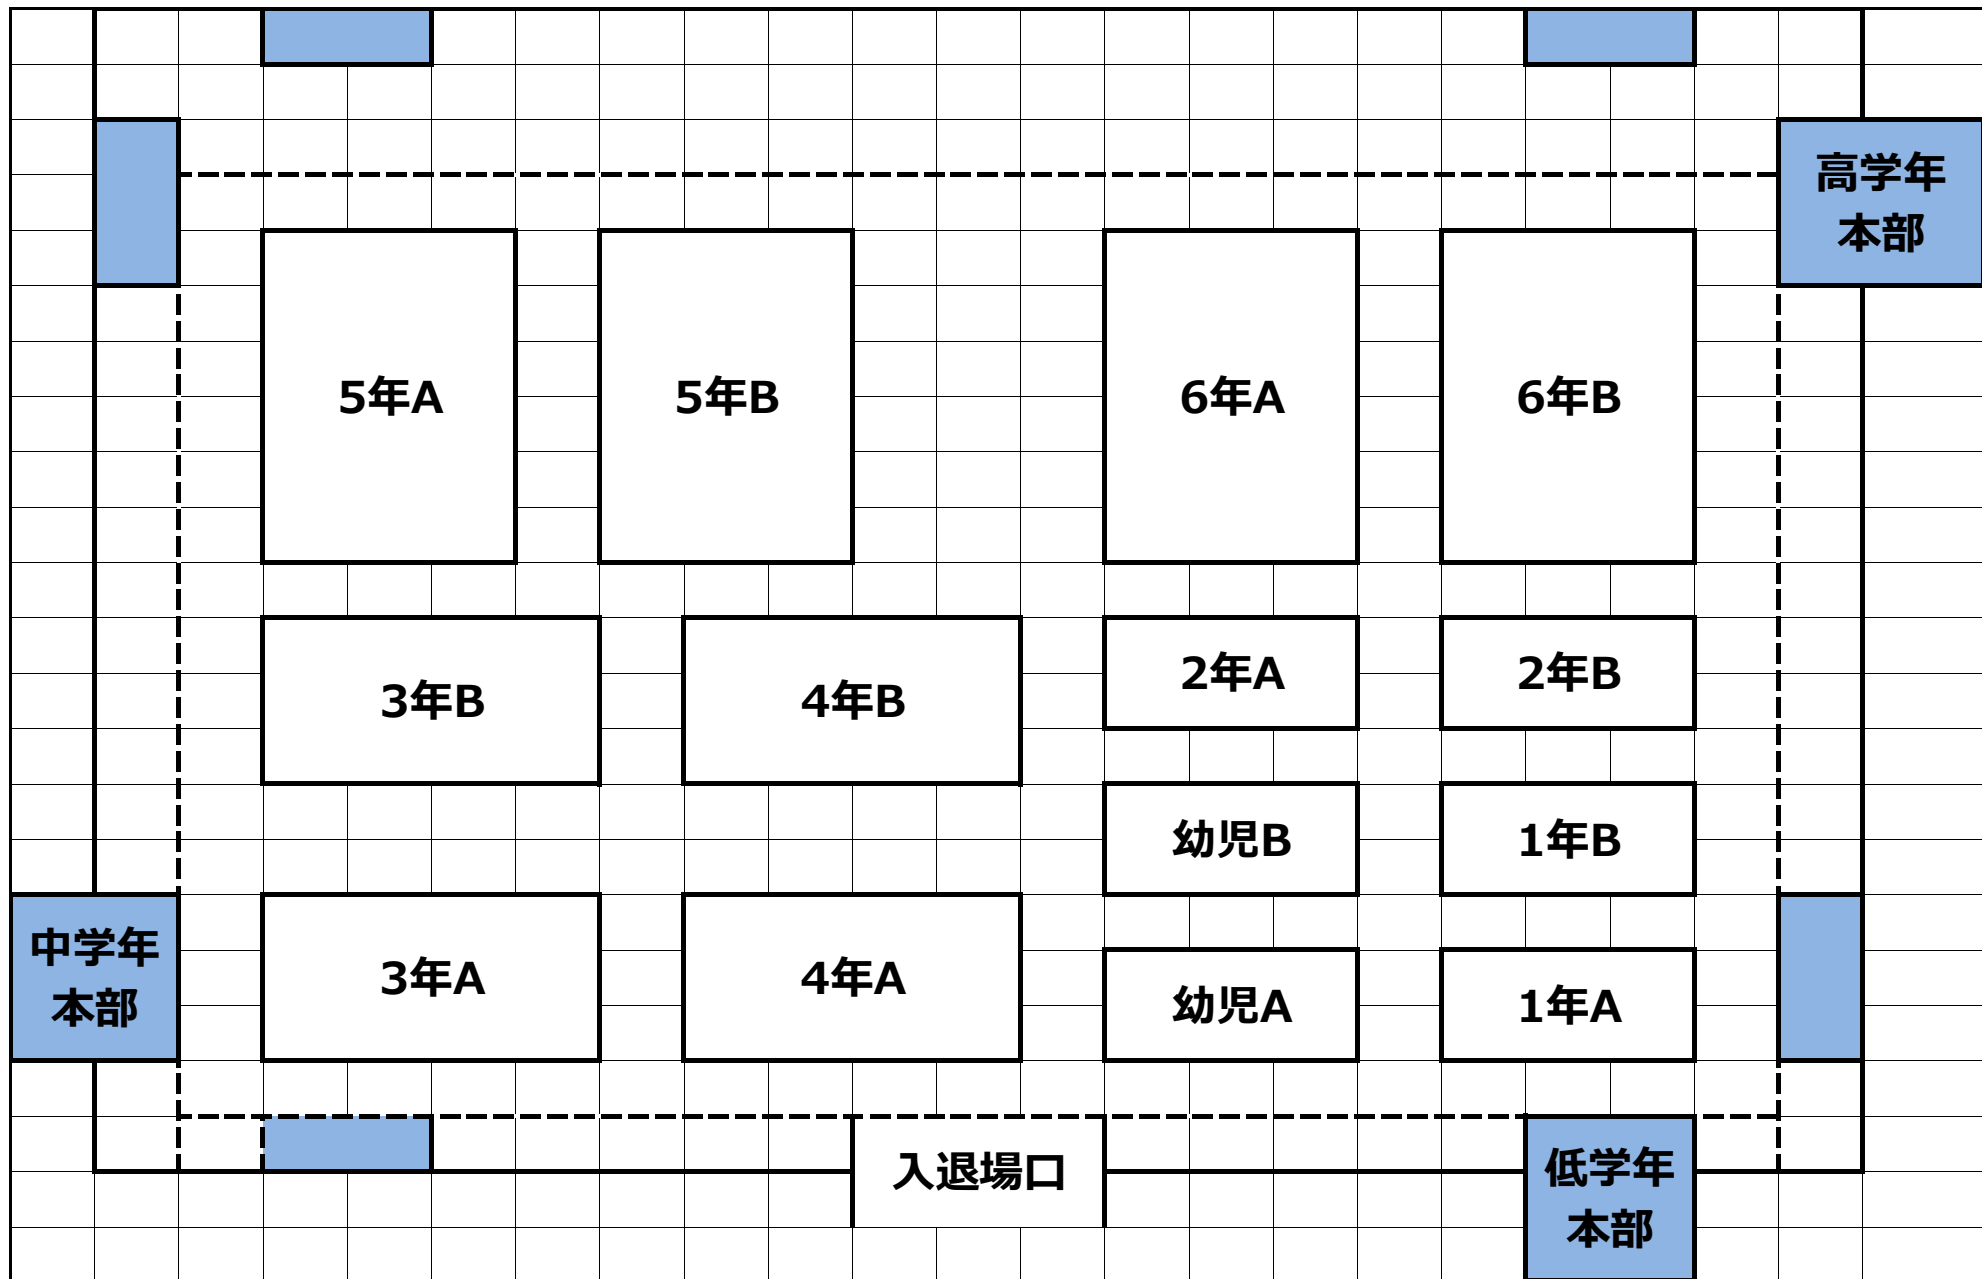 高学年
本部
5年A
5年B
6年A
6年B
3年B
4年B
2年A
2年B
幼児B
1年B
中学年
本部
3年A
4年A
幼児A
1年A
入退場口
低学年
本部